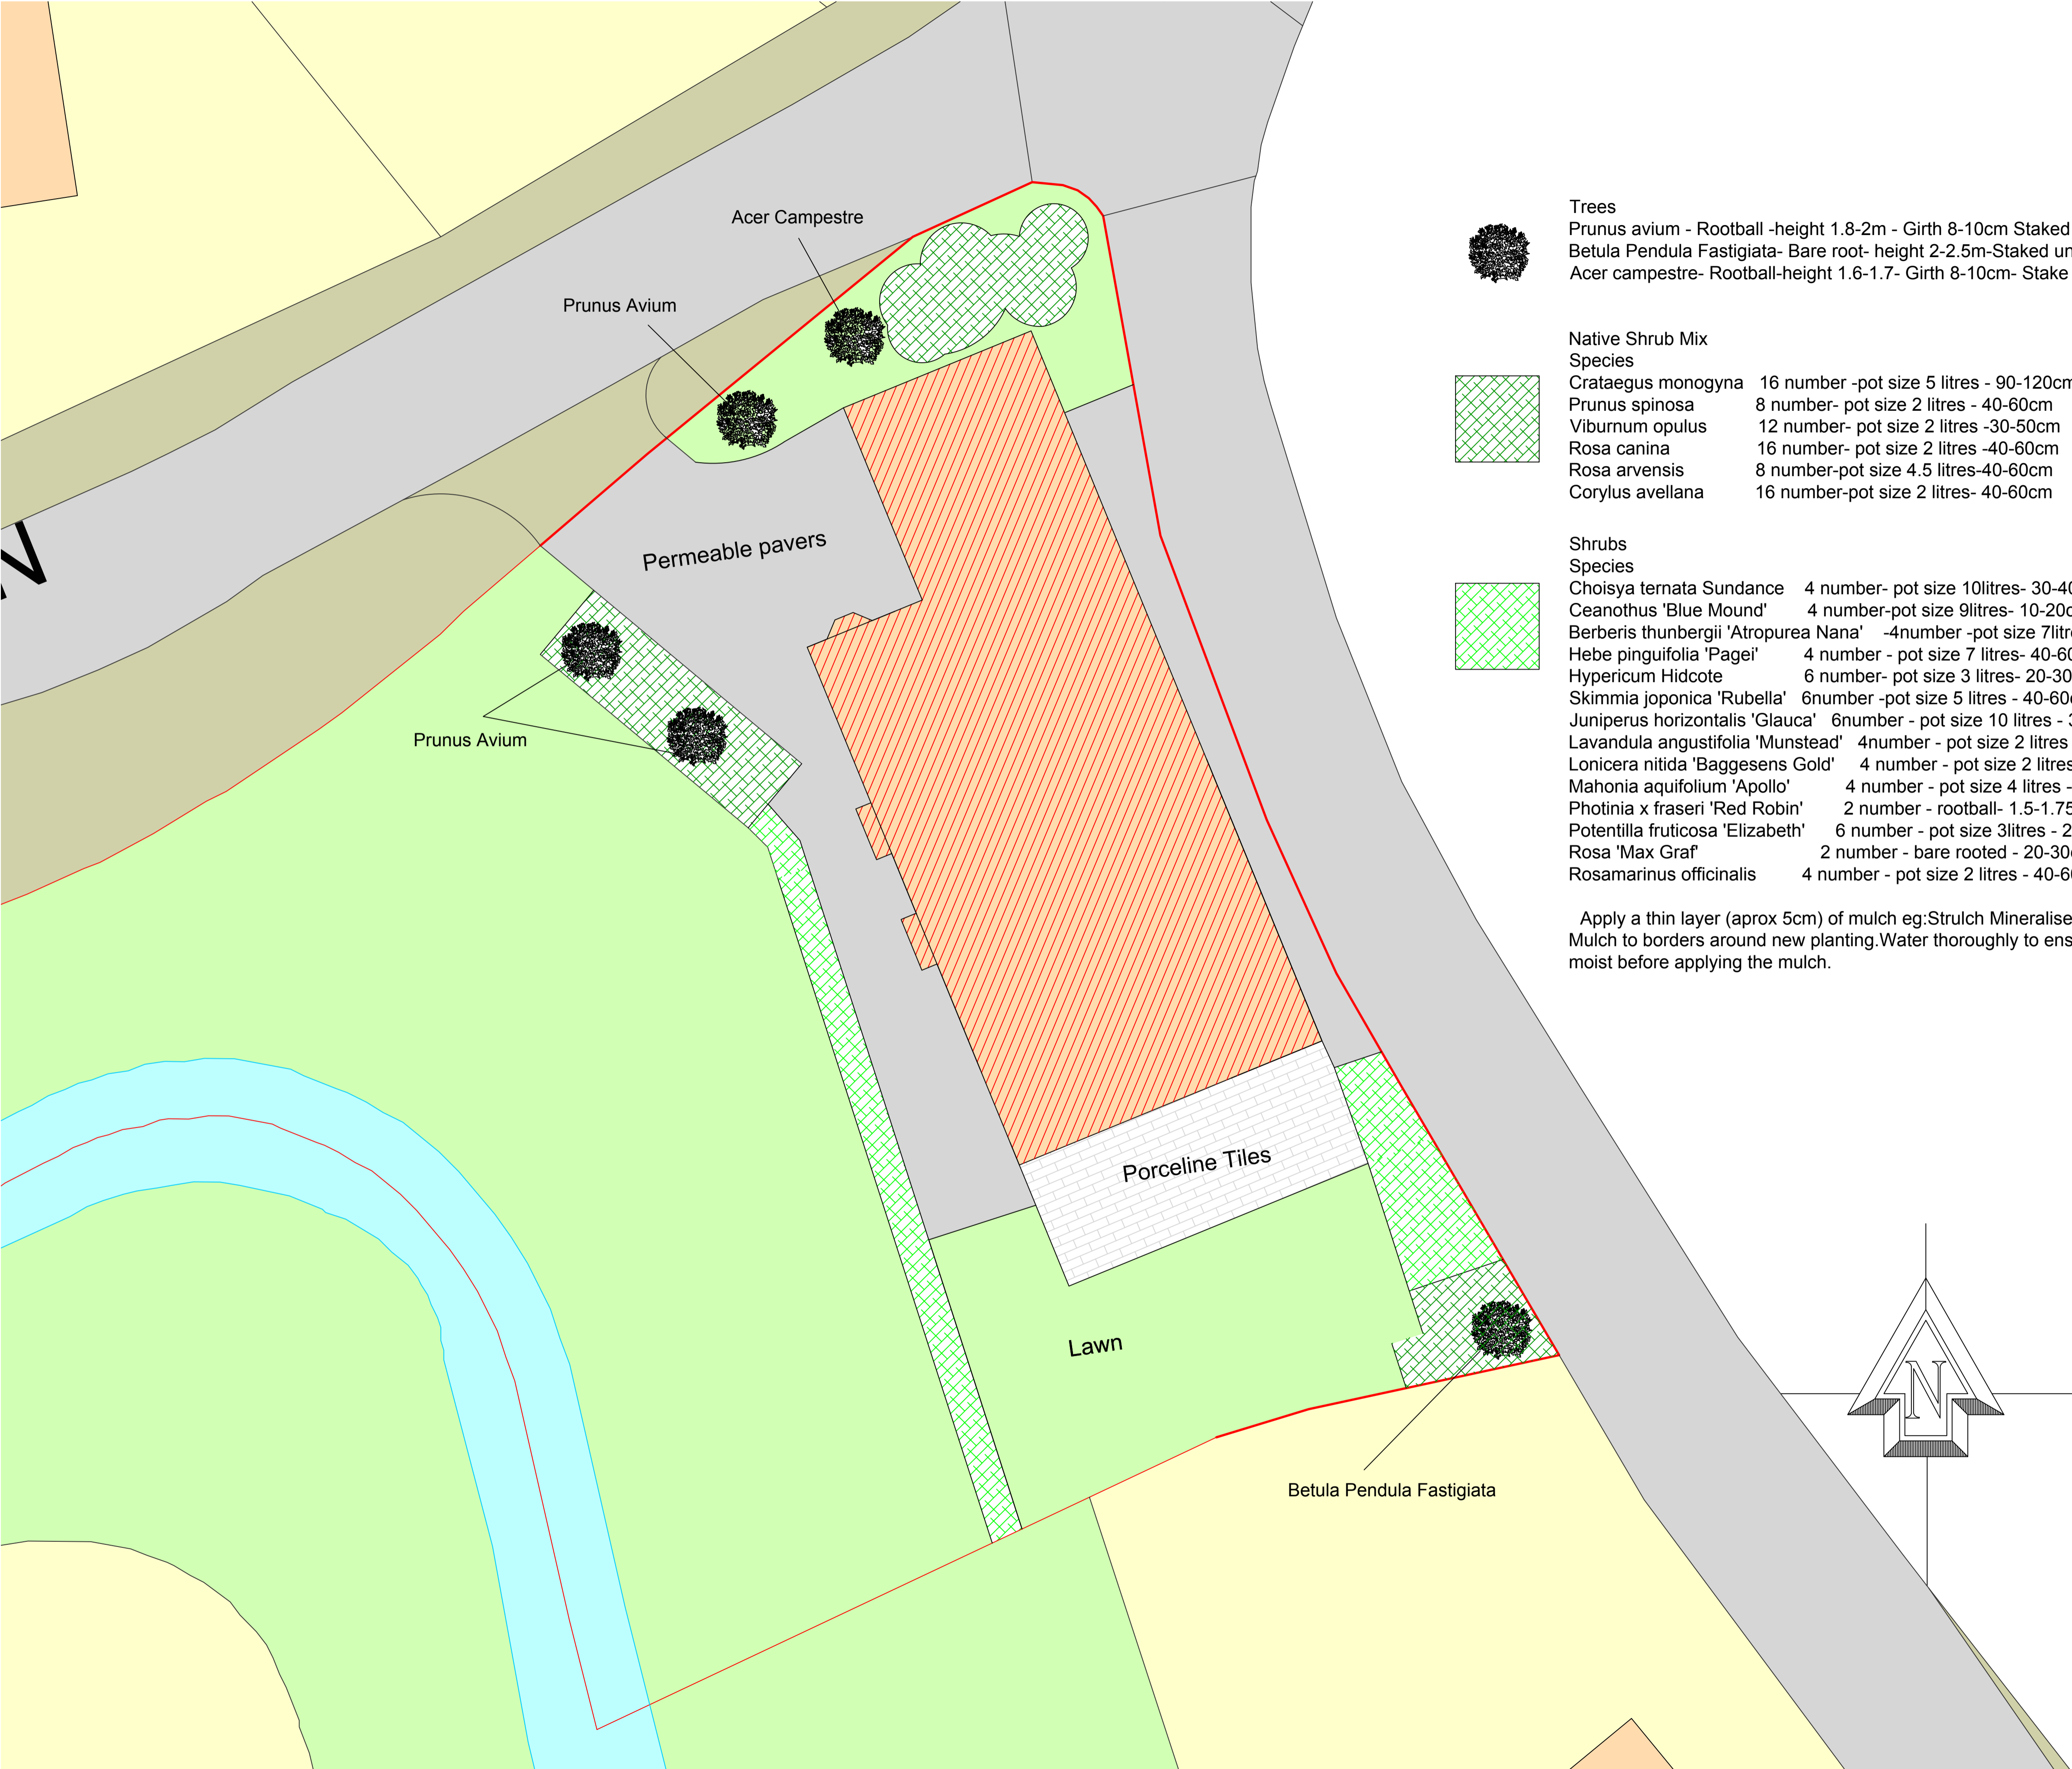 Acer Campestre
Prunus Avium
Permeable pavers
Prunus Avium
Porceline Tiles
Lawn
Betula Pendula Fastigiata
N
N
Trees
Prunus avium - Rootball -height 1.8-2m - Girth 8-10cm Staked
Betula Pendula Fastigiata- Bare root- height 2-2.5m-Staked un
Acer campestre- Rootball-height 1.6-1.7- Girth 8-10cm- Stake
Native Shrub Mix
Species
Crataegus monogyna 16 number -pot size 5 litres - 90-120cm
Prunus spinosa 8 number- pot size 2 litres - 40-60cm
Viburnum opulus 12 number- pot size 2 litres -30-50cm
Rosa canina 16 number- pot size 2 litres -40-60cm
Rosa arvensis 8 number-pot size 4.5 litres-40-60cm
Corylus avellana 16 number-pot size 2 litres- 40-60cm
Shrubs
Species
Choisya ternata Sundance 4 number- pot size 10litres- 30-40
Ceanothus 'Blue Mound' 4 number-pot size 9litres- 10-20c
Berberis thunbergii 'Atropurea Nana' -4number -pot size 7litre
Hebe pinguifolia 'Pagei' 4 number - pot size 7 litres- 40-60
Hypericum Hidcote 6 number- pot size 3 litres- 20-30
Skimmia joponica 'Rubella' 6number -pot size 5 litres - 40-60
Juniperus horizontalis 'Glauca' 6number - pot size 10 litres - 3
Lavandula angustifolia 'Munstead' 4number - pot size 2 litres
Lonicera nitida 'Baggesens Gold' 4 number - pot size 2 litres
Mahonia aquifolium 'Apollo' 4 number - pot size 4 litres -
Photinia x fraseri 'Red Robin' 2 number - rootball- 1.5-1.75
Potentilla fruticosa 'Elizabeth' 6 number - pot size 3litres - 2
Rosa 'Max Graf' 2 number - bare rooted - 20-30
Rosamarinus officinalis 4 number - pot size 2 litres - 40-60
Apply a thin layer (aprox 5cm) of mulch eg:Strulch Mineralise
Mulch to borders around new planting.Water thoroughly to ens
moist before applying the mulch.